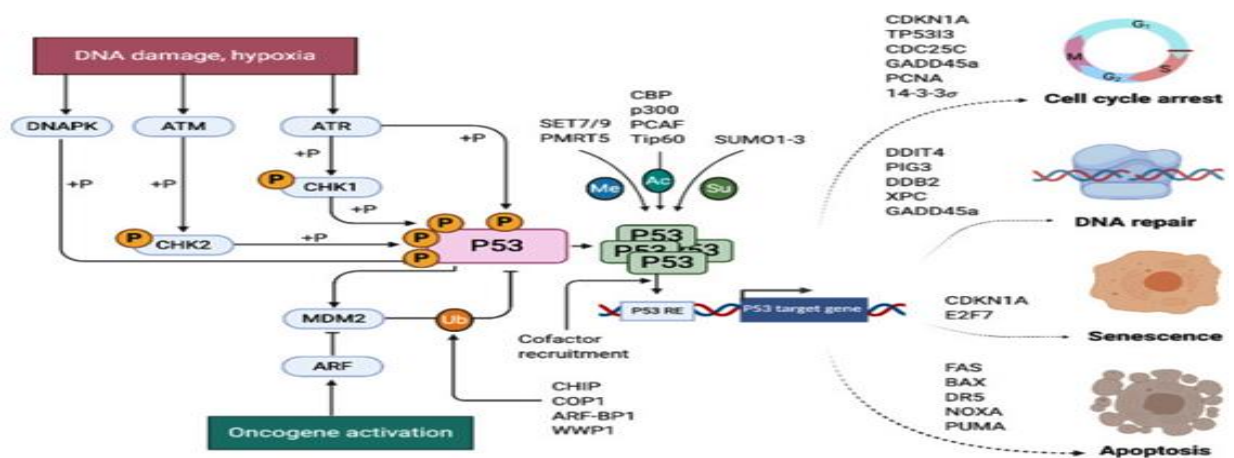 DNA damage, hypoxia
DNAPK
ATM
ATR
+P
+P
+P
+P
P
CHK1
+P
P
CHK2
+P
P
P
P
P
P53
MDM2
Ub
ARF
Oncogene activation
CHIP
COP1
ARF-BP1
WWP1
SET7/9
PMRT5
CBP
p300
PCAF
Tip60
SUMO1-3
Me
Ac
Su
P53
P53
P53
Cofactor
recruitment
P53 RE
P53 target gene
CDKN1A
TP53I3
CDC25C
GADD45a
PCNA
14-3-3σ
G₁
M
S
G₂
Cell cycle arrest
DDIT4
PIG3
DDB2
XPC
GADD45a
DNA repair
CDKN1A
E2F7
Senescence
FAS
BAX
DR5
NOXA
PUMA
Apoptosis